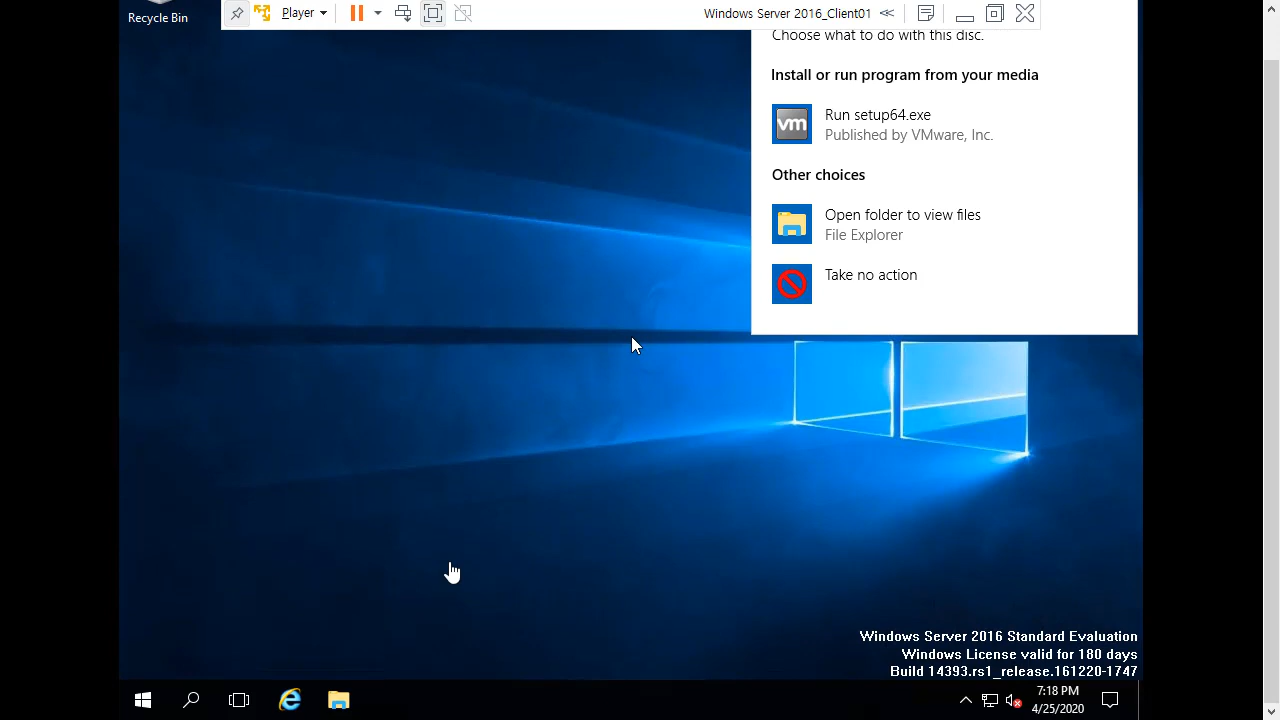 Recycle Bin
Player
Windows Server 2016_Client01
Choose what to do with this disc.
Install or run program from your media
vm
Run setup64.exe
Published by VMware, Inc.
Other choices
Open folder to view files
File Explorer
Take no action
Windows Server 2016 Standard Evaluation
Windows License valid for 180 days
Build 14393.rs1_release.161220-1747
7:18 PM
4/25/2020